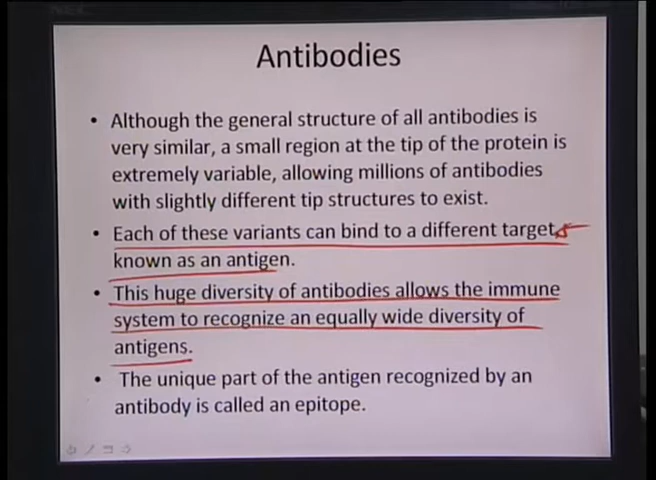 Antibodies
• Although the general structure of all antibodies is
very similar, a small region at the tip of the protein is
extremely variable, allowing millions of antibodies
with slightly different tip structures to exist.
• Each of these variants can bind to a different target,
known as an antigen.
• This huge diversity of antibodies allows the immune
system to recognize an equally wide diversity of
antigens.
• The unique part of the antigen recognized by an
antibody is called an epitope.